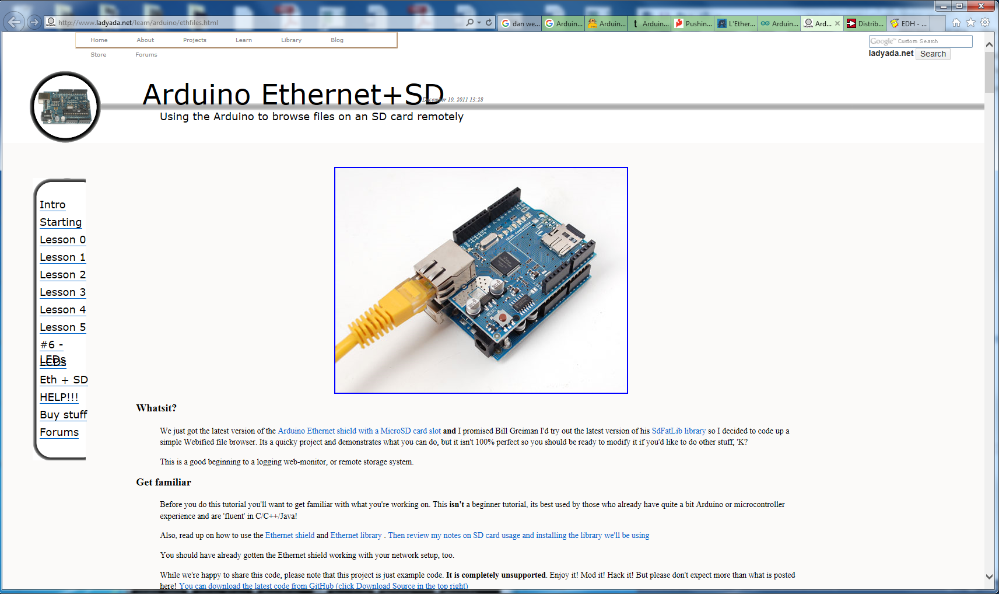 http://www.ladyada.net/learn/arduino/ethfiles.html
dan we...
Arduin...
Arduin...
Arduin...
Pushin...
L'Ether...
Arduin...
Ard...
Distrib...
EDH - ...
Home
About
Projects
Learn
Library
Blog
Store
Forums
Google™ Custom Search
ladyada.net
Search
Arduino Ethernet+SD
December 19, 2011 13:28
Using the Arduino to browse files on an SD card remotely
Intro
Starting
Lesson 0
Lesson 1
Lesson 2
Lesson 3
Lesson 4
Lesson 5
#6 -
LEDs
LCDs
Eth + SD
HELP!!!
Buy stuff
Forums
RESET
Whatsit?
We just got the latest version of the Arduino Ethernet shield with a MicroSD card slot and I promised Bill Greiman I'd try out the latest version of his SdFatLib library so I decided to code up a
simple Webified file browser. Its a quicky project and demonstrates what you can do, but it isn't 100% perfect so you should be ready to modify it if you'd like to do other stuff, 'K?
This is a good beginning to a logging web-monitor, or remote storage system.
Get familiar
Before you do this tutorial you'll want to get familiar with what you're working on. This isn't a beginner tutorial, its best used by those who already have quite a bit Arduino or microcontroller
experience and are 'fluent' in C/C++/Java!
Also, read up on how to use the Ethernet shield and Ethernet library . Then review my notes on SD card usage and installing the library we'll be using
You should have already gotten the Ethernet shield working with your network setup, too.
While we're happy to share this code, please note that this project is just example code. It is completely unsupported. Enjoy it! Mod it! Hack it! But please don't expect more than what is posted
here! You can download the latest code from GitHub (click Download Source in the top right)